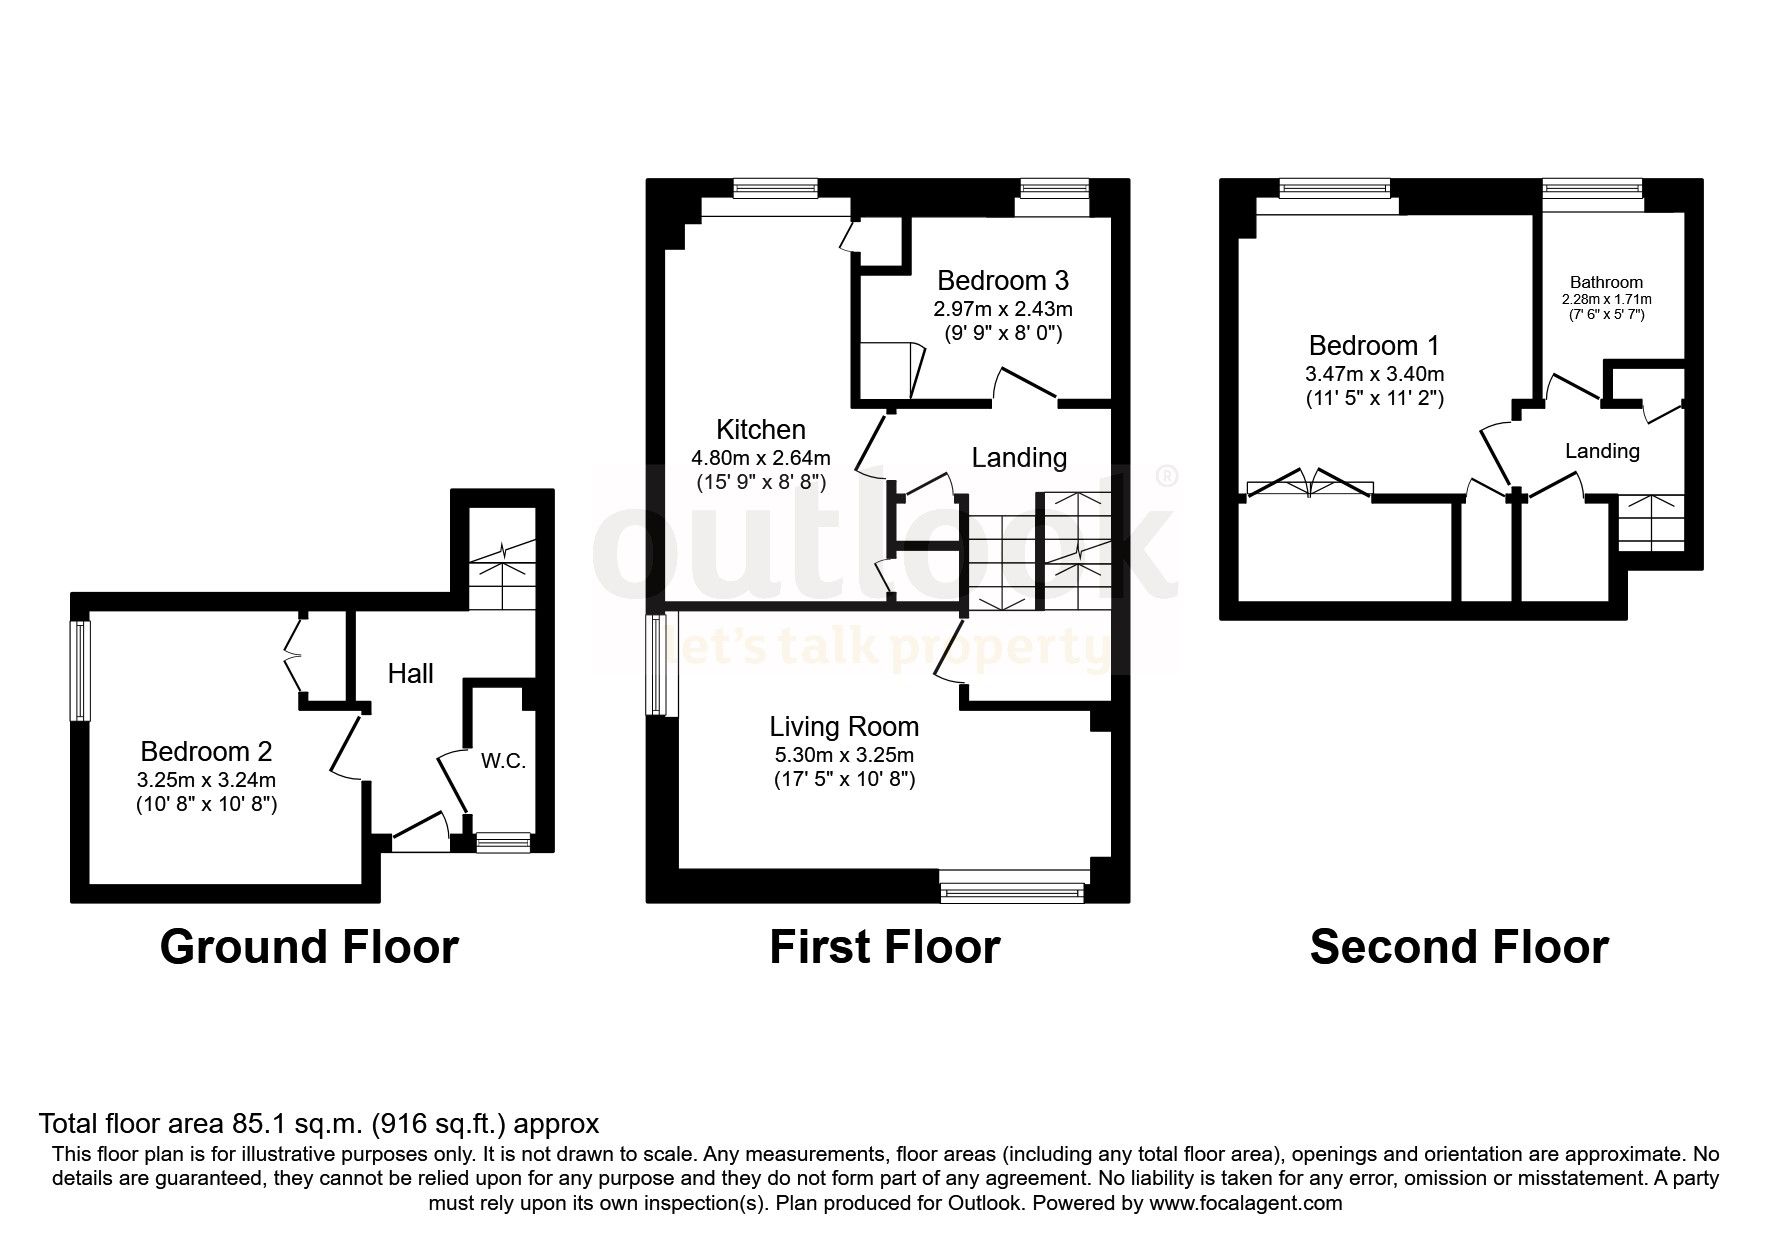 Bedroom 3
2.97m x 2.43m
(9' 9" x 8' 0")
Bathroom
2.28m x 1.71m
(7' 6" x 5' 7")
Bedroom 1
3.47m x 3.40m
(11' 5" x 11' 2")
Kitchen
4.80m x 2.64m
(15' 9" x 8' 8")
Landing
Landing
outlook®
let's talk property
Hall
Living Room
5.30m x 3.25m
(17' 5" x 10' 8")
Bedroom 2
3.25m x 3.24m
(10' 8" x 10' 8")
W.C.
Ground Floor
First Floor
Second Floor
Total floor area 85.1 sq.m. (916 sq.ft.) approx
This floor plan is for illustrative purposes only. It is not drawn to scale. Any measurements, floor areas (including any total floor area), openings and orientation are approximate. No
details are guaranteed, they cannot be relied upon for any purpose and they do not form part of any agreement. No liability is taken for any error, omission or misstatement. A party
must rely upon its own inspection(s). Plan produced for Outlook. Powered by www.focalagent.com